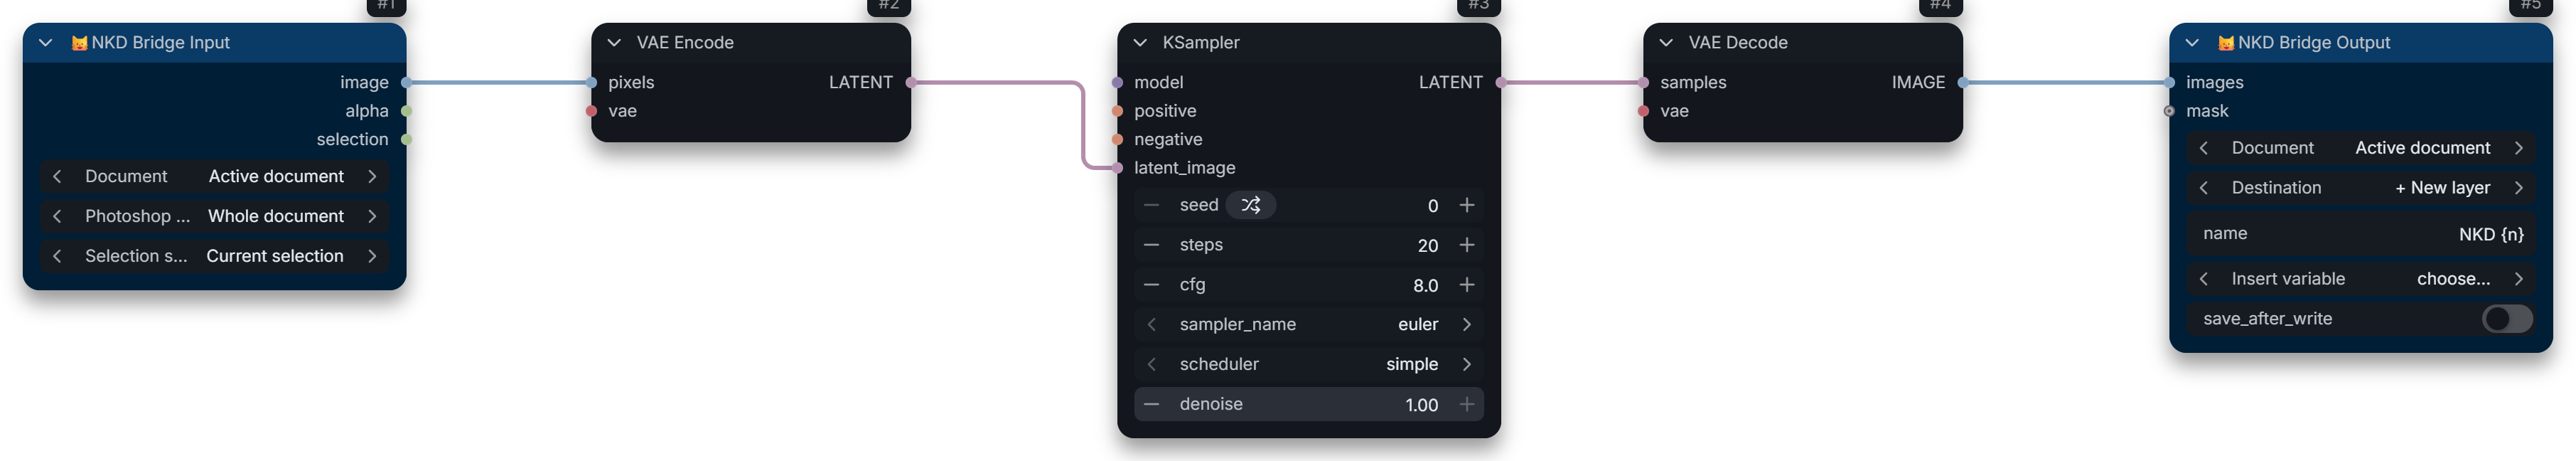 #1
NKD Bridge Input
image
alpha
selection
Document Active document
Photoshop ... Whole document
Selection s... Current selection
#2
VAE Encode
pixels LATENT
vae
#3
KSampler
model LATENT
positive
negative
latent_image
seed 0
steps 20
cfg 8.0
sampler_name euler
scheduler simple
denoise 1.00
#4
VAE Decode
samples IMAGE
vae
#5
NKD Bridge Output
images
mask
Document Active document
Destination + New layer
name NKD {n}
Insert variable choose...
save_after_write